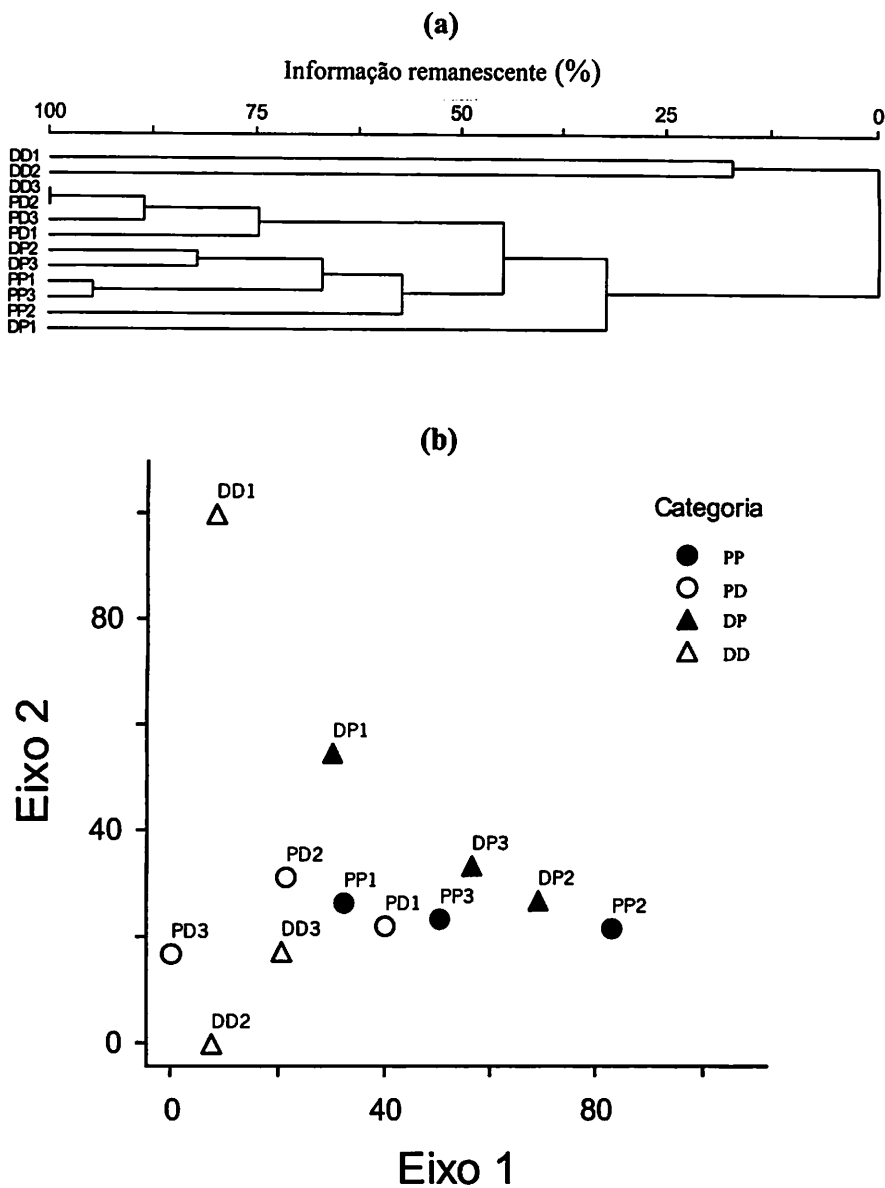 (a)
Informação remanescente (%)
100 75 50 25 0
DD1
DD2
DD3
PD2
PD3
PD1
DP2
DP3
PP1
PP3
PP2
DP1
(b)
DD1
Categoria
PP
PD
DP
DD
80
DP1
Eixo 2
40
DP3
PD2
DP2
PP1
PD1
PP3
PP2
PD3
DD3
DD2
0
0 40 80
Eixo 1